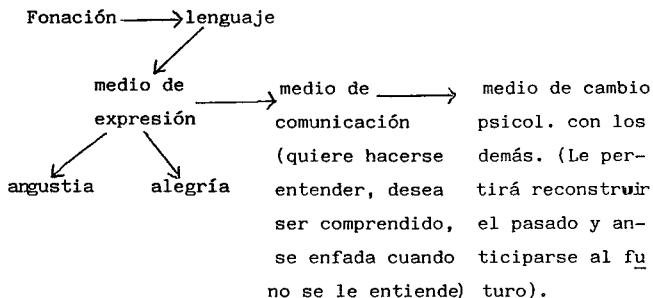 Fonación → lenguaje
medio de
expresión →
angustia alegría
medio de →
comunicación
(quiere hacerse
entender, desea
ser comprendido,
se enfada cuando
no se le entiende)
medio de cambio
psicol. con los
demás. (Le per-
tirá reconstruir
el pasado y an-
ticiparse al fu
turo).